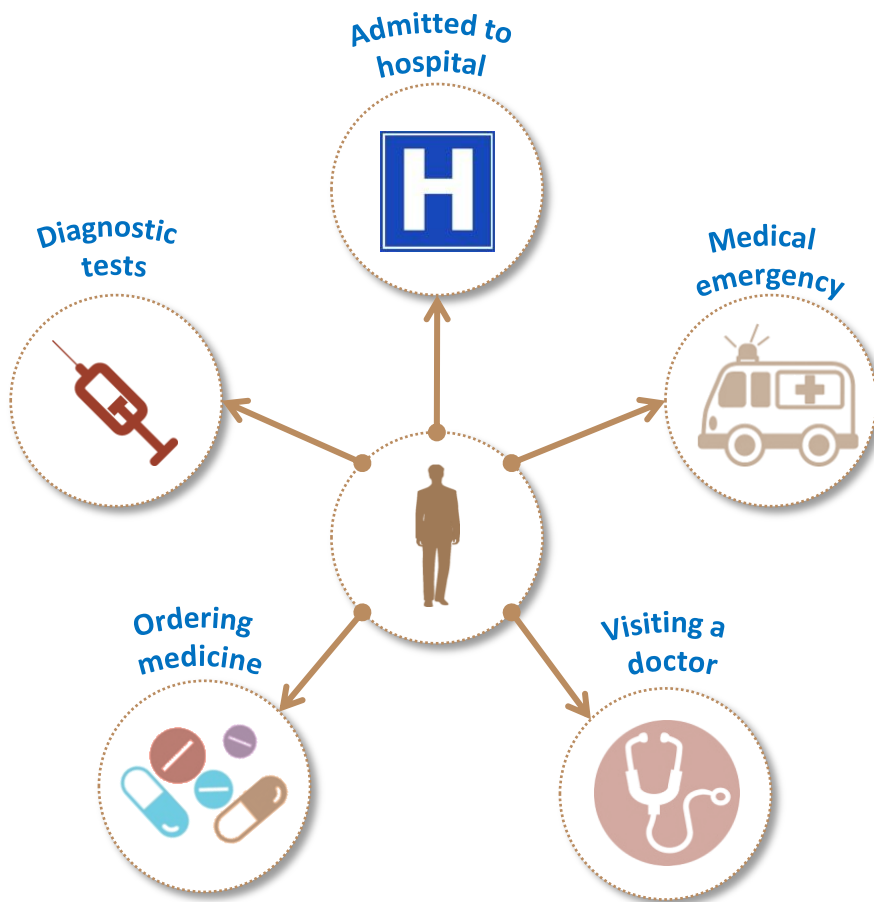 Admitted to
hospital
H
Diagnostic
tests
Medical
emergency
Ordering
medicine
Visiting a
doctor